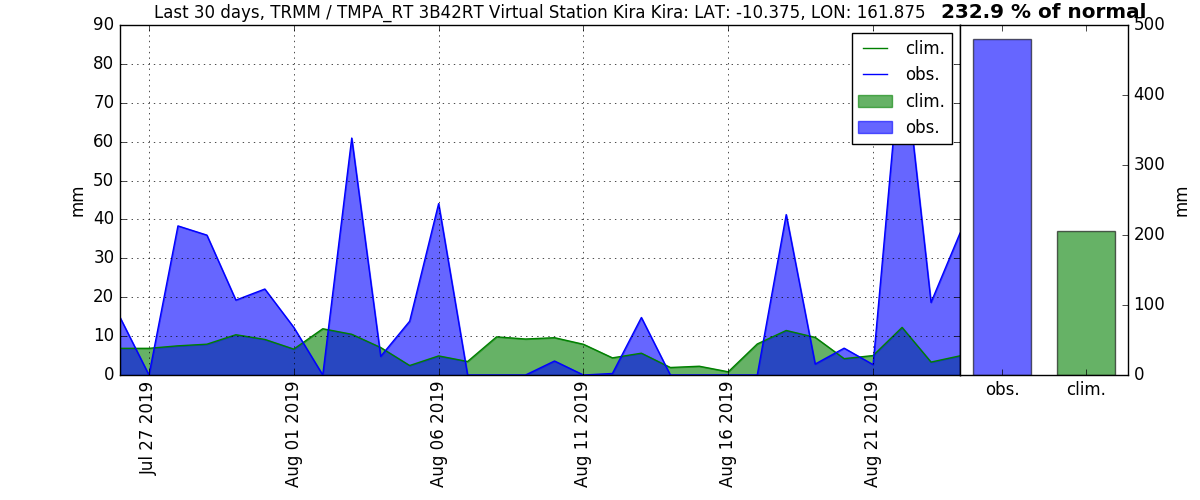 Last 30 days, TRMM / TMPA_RT 3B42RT Virtual Station Kira Kira: LAT: -10.375, LON: 161.875
232.9 % of normal
90
80
70
60
50
40
30
20
10
0
mm
clim.
obs.
clim.
obs.
Jul 27 2019
Aug 01 2019
Aug 06 2019
Aug 11 2019
Aug 16 2019
Aug 21 2019
500
400
300
200
100
0
mm
obs.
clim.